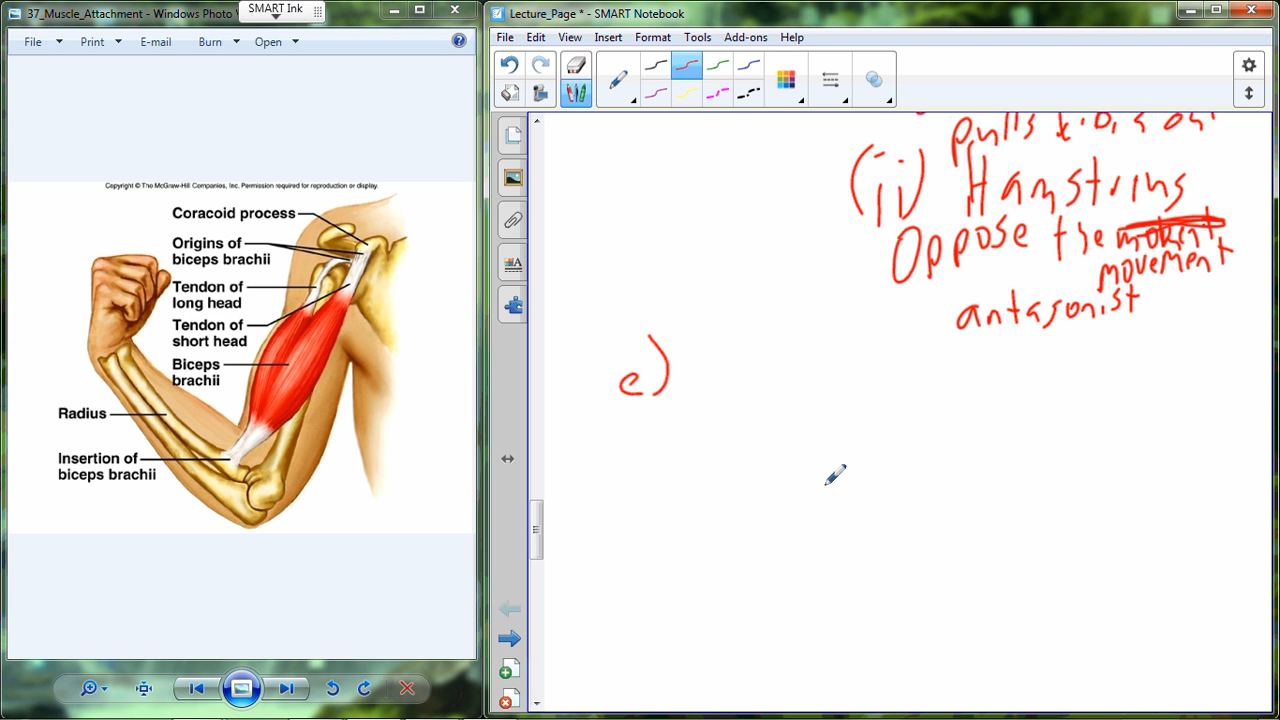 37_Muscle_Attachment - Windows Photo V
SMART Ink
File Print E-mail Burn Open
Copyright © The McGraw-Hill Companies, Inc. Permission required for reproduction or display.
Coracoid process
Origins of
biceps brachii
Tendon of
long head
Tendon of
short head
Biceps
brachii
Radius
Insertion of
biceps brachii
Lecture_Page * - SMART Notebook
File Edit View Insert Format Tools Add-ons Help
pulls
(ii) Hamstrins
Oppose the
movement
antagonist
e)